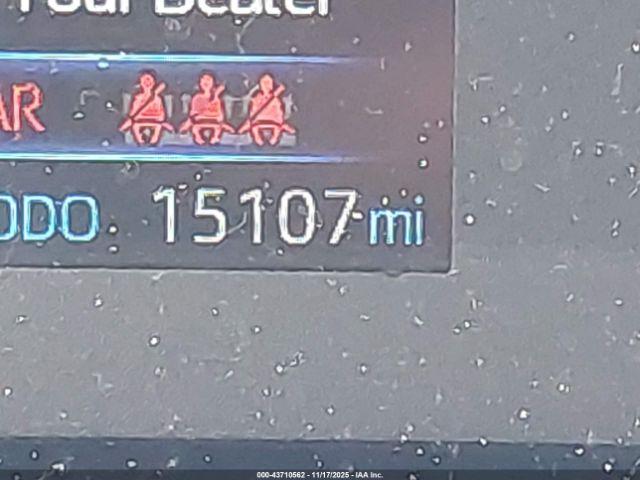 Your Dealer
AR
ODO 15107 mi
000-43710562 - 11/17/2025 - IAA Inc.